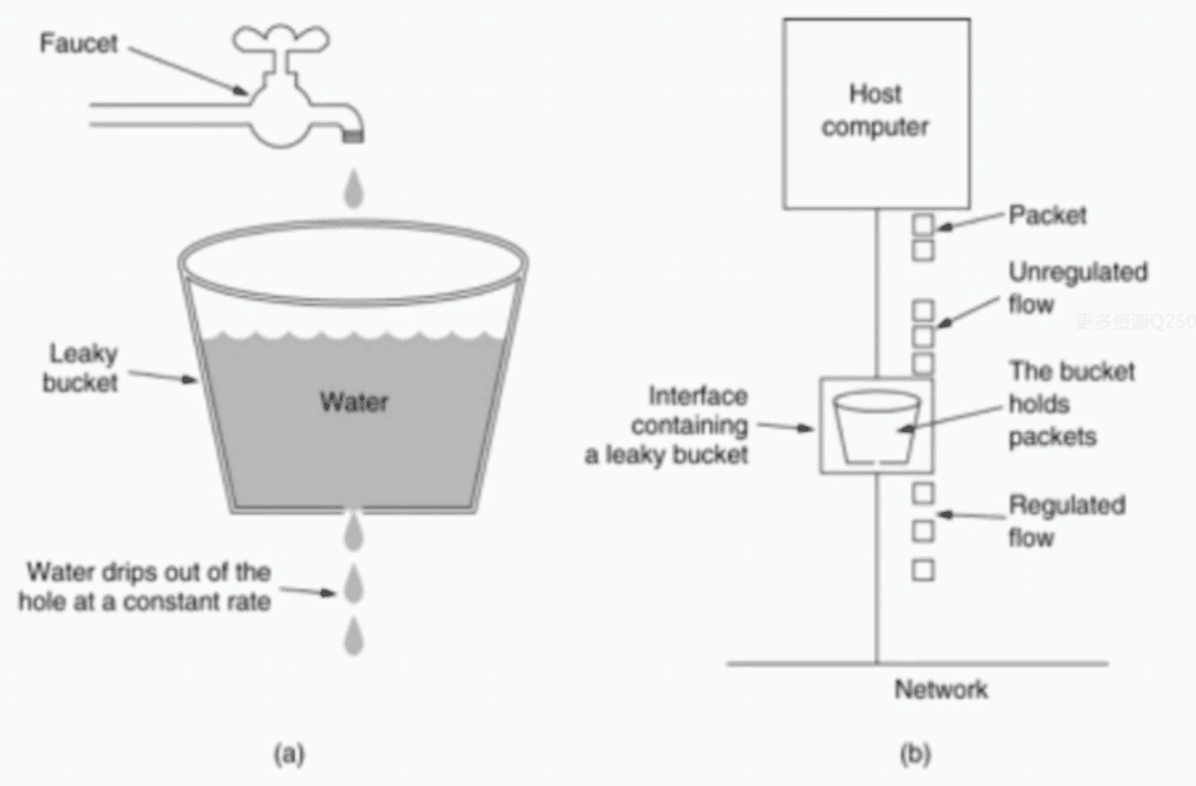 Faucet
Leaky
bucket
Water
Water drips out of the
hole at a constant rate
(a)
Host
computer
Packet
Unregulated
flow
更多资源Q250
The bucket
holds
packets
Interface
containing
a leaky bucket
Regulated
flow
Network
(b)